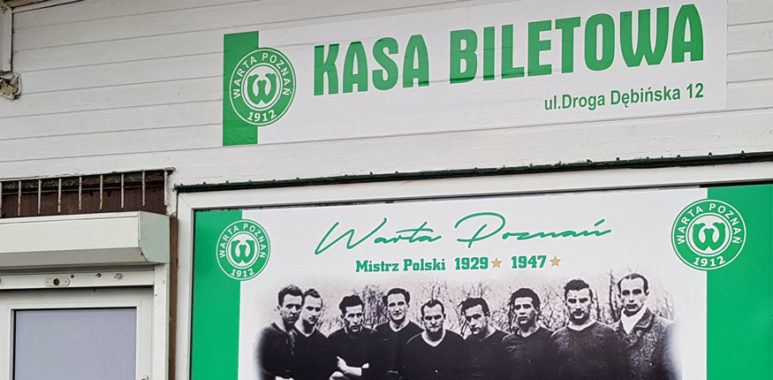 KASA BILETOWA
WARTA POZNAŃ
1912
ul.Droga Dębińska 12
Warta Poznań
Mistrz Polski 1929 1947
WARTA POZNAŃ
1912
WARTA POZNAŃ
1912